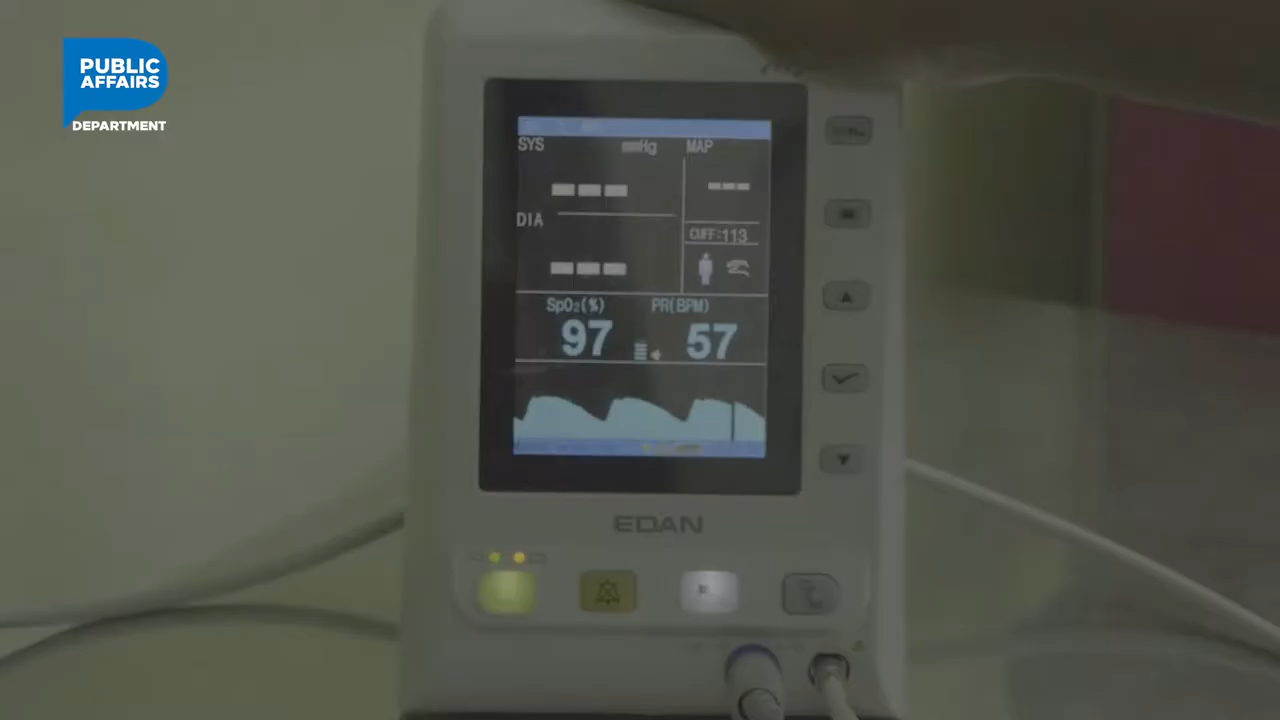 PUBLIC
AFFAIRS
DEPARTMENT
SYS mmHg MAP
--- ---
DIA
CUFF:113
---
SpO₂(%) PR(BPM)
97 57
EDAN